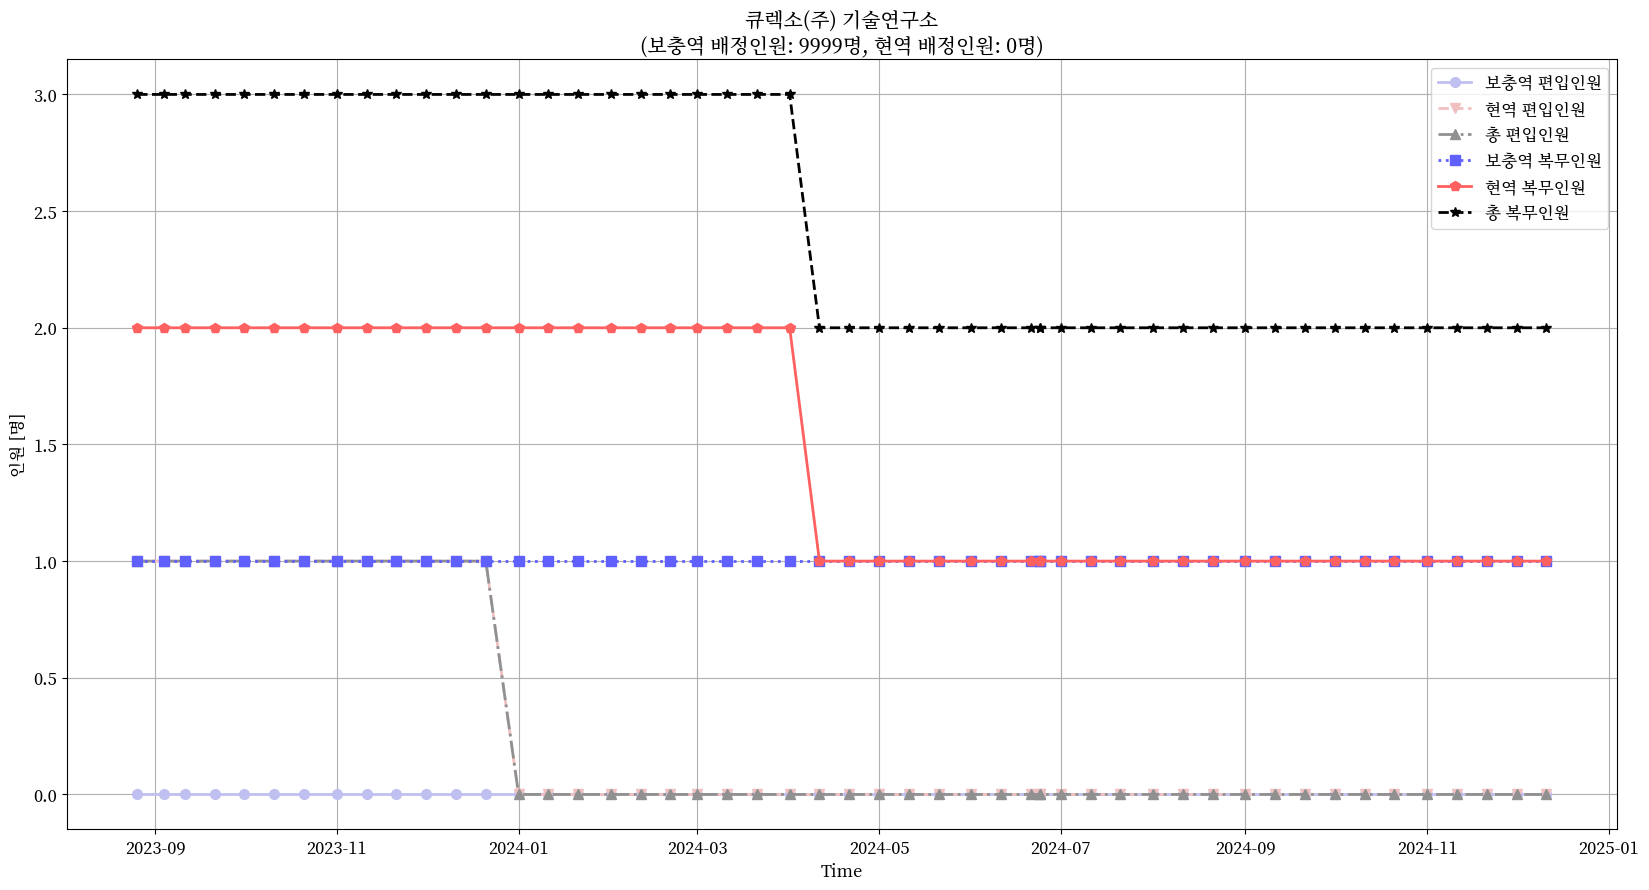 큐렉소(주) 기술연구소
(보충역 배정인원: 9999명, 현역 배정인원: 0명)
보충역 편입인원
현역 편입인원
총 편입인원
보충역 복무인원
현역 복무인원
총 복무인원
인원 [명]
3.0
2.5
2.0
1.5
1.0
0.5
0.0
2023-09
2023-11
2024-01
2024-03
2024-05
2024-07
2024-09
2024-11
2025-01
Time